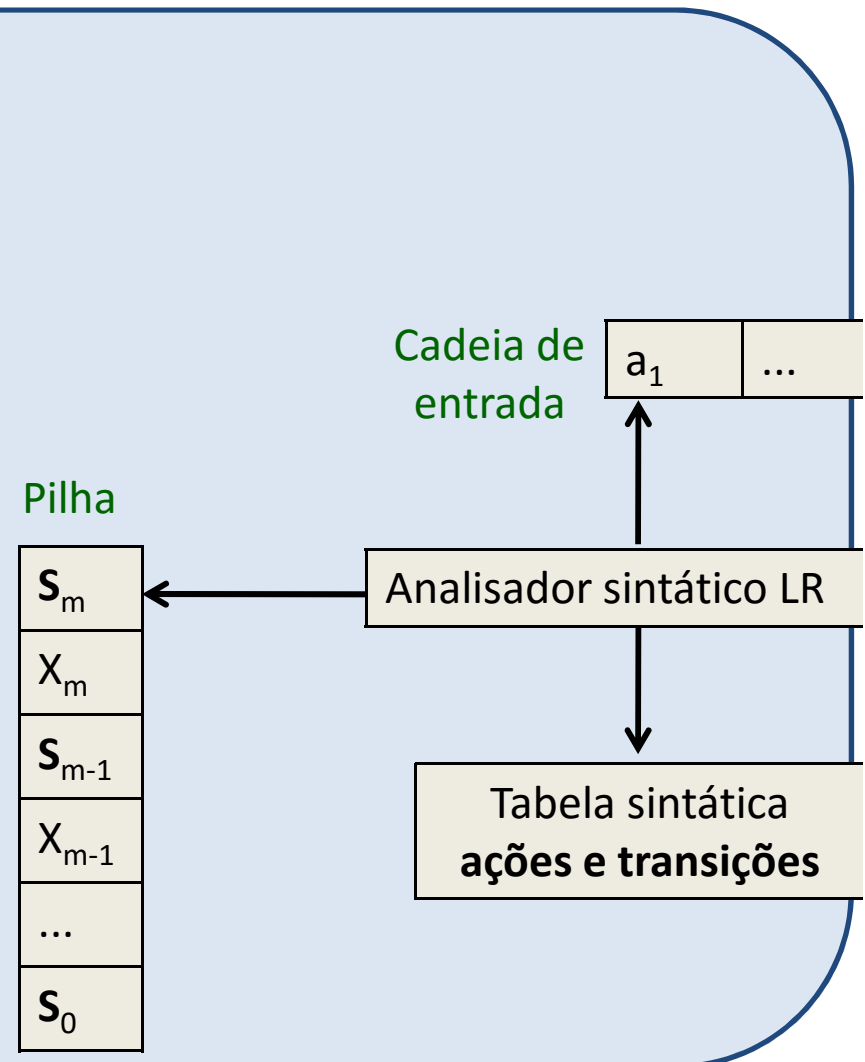 Cadeia de
entrada
a₁ ...
Pilha
Sₘ
Xₘ
Sₘ₋₁
Xₘ₋₁
...
S₀
Analisador sintático LR
Tabela sintática
ações e transições